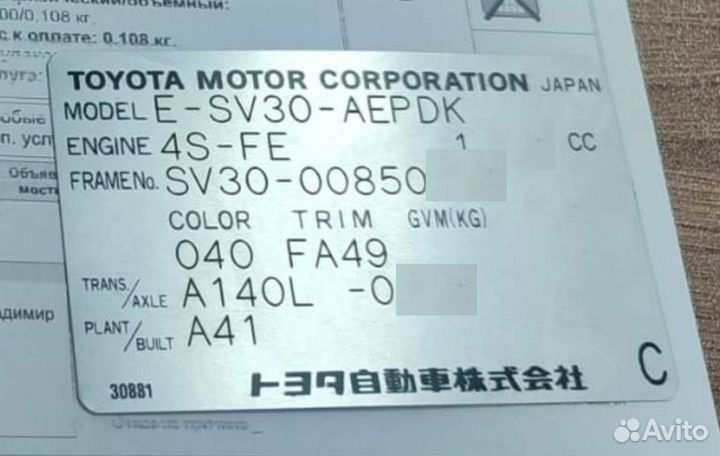 00/0,108 кг.
с к оплате: 0.108 кг.
TOYOTA MOTOR CORPORATION JAPAN
MODEL E-SV30-AEPDK
ENGINE 4S-FE 1 CC
FRAME No. SV30-00850
COLOR TRIM GVM(KG)
040 FA49
TRANS./AXLE A140L -0
PLANT/BUILT A41
30881 トヨタ自動車株式会社 C
Avito